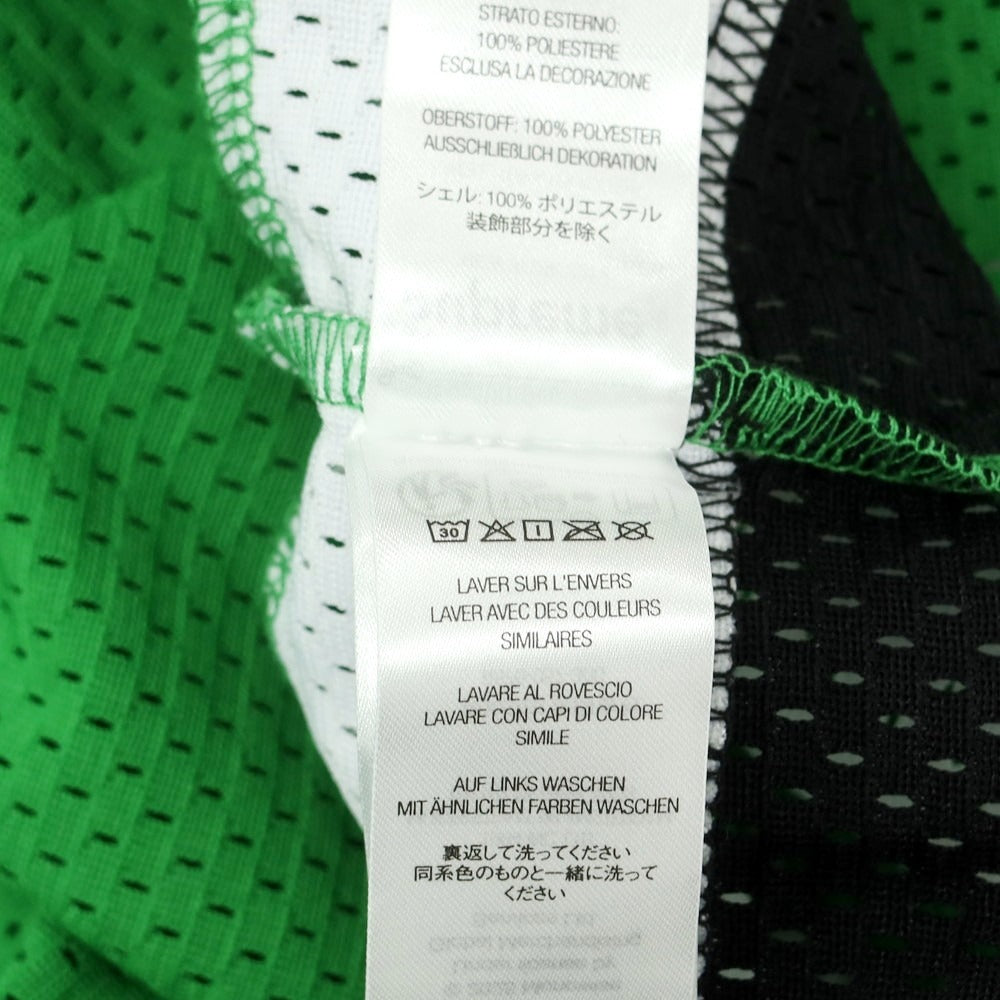 STRATO ESTERNO:
100% POLIESTERE
ESCLUSA LA DECORAZIONE
OBERSTOFF: 100% POLYESTER
AUSSCHLIEßLICH DEKORATION
シェル: 100% ポリエステル
装飾部分を除く
30
LAVER SUR L'ENVERS
LAVER AVEC DES COULEURS
SIMILAIRES
LAVARE AL ROVESCIO
LAVARE CON CAPI DI COLORE
SIMILE
AUF LINKS WASCHEN
MIT ÄHNLICHEN FARBEN WASCHEN
裏返して洗ってください
同系色のものと一緒に洗って
ください